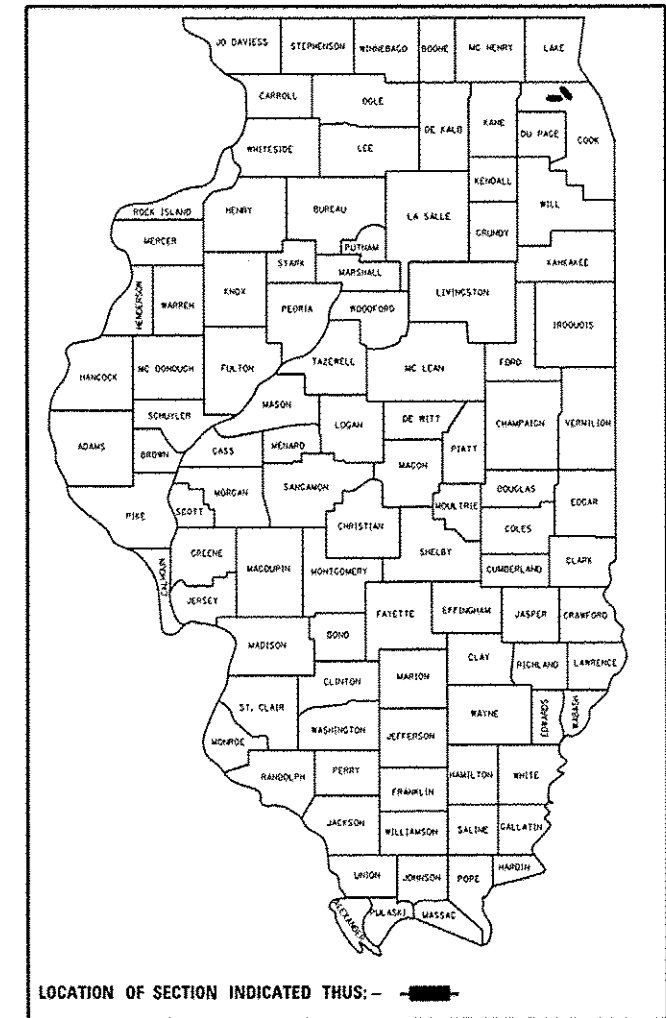 JO DAVIESS STEPHENSON WINNEBAGO BOONE MC HENRY LAKE
CARROLL OGLE DE KALB KANE DU PAGE COOK
WHITESIDE LEE
KENDALL WILL
ROCK ISLAND HENRY BUREAU LA SALLE
MERCER PUTNAM GRUNDY
STARK MARSHALL KANKAKEE
HENDERSON WARREN KNOX PEORIA WOODFORD LIVINGSTON
IROQUOIS
HANCOCK MC DONOUGH FULTON TAZEWELL MC LEAN FORD
MASON
SCHUYLER LOGAN DE WITT CHAMPAIGN VERMILION
ADAMS BROWN CASS MENARD PIATT
MACON
MORGAN SANGAMON DOUGLAS
PIKE SCOTT MOULTRIE EDGAR
CHRISTIAN COLES
GREENE SHELBY
CALHOUN MACOUPIN MONTGOMERY CUMBERLAND CLARK
JERSEY
FAYETTE EFFINGHAM JASPER CRAWFORD
MADISON BOND
CLAY RICHLAND LAWRENCE
CLINTON MARION
ST. CLAIR WAYNE EDWARDS WABASH
WASHINGTON JEFFERSON
MONROE
RANDOLPH PERRY HAMILTON WHITE
FRANKLIN
JACKSON WILLIAMSON SALINE GALLATIN
UNION JOHNSON POPE HARDIN
ALEXANDER PULASKI MASSAC
LOCATION OF SECTION INDICATED THUS:-